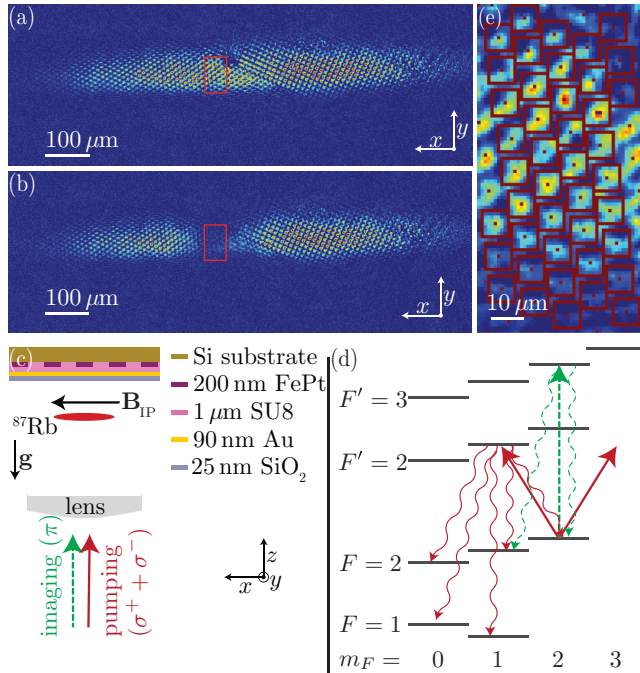 (a)
100 μm
x
y
(b)
100 μm
x
y
(e)
10 μm
(c)
Si substrate
200 nm FePt
1 μm SU8
90 nm Au
25 nm SiO₂
B_IP
⁸⁷Rb
g
lens
imaging (π)
pumping
(σ⁺ + σ⁻)
z
x
y
(d)
F′ = 3
F′ = 2
F = 2
F = 1
m_F = 0 1 2 3